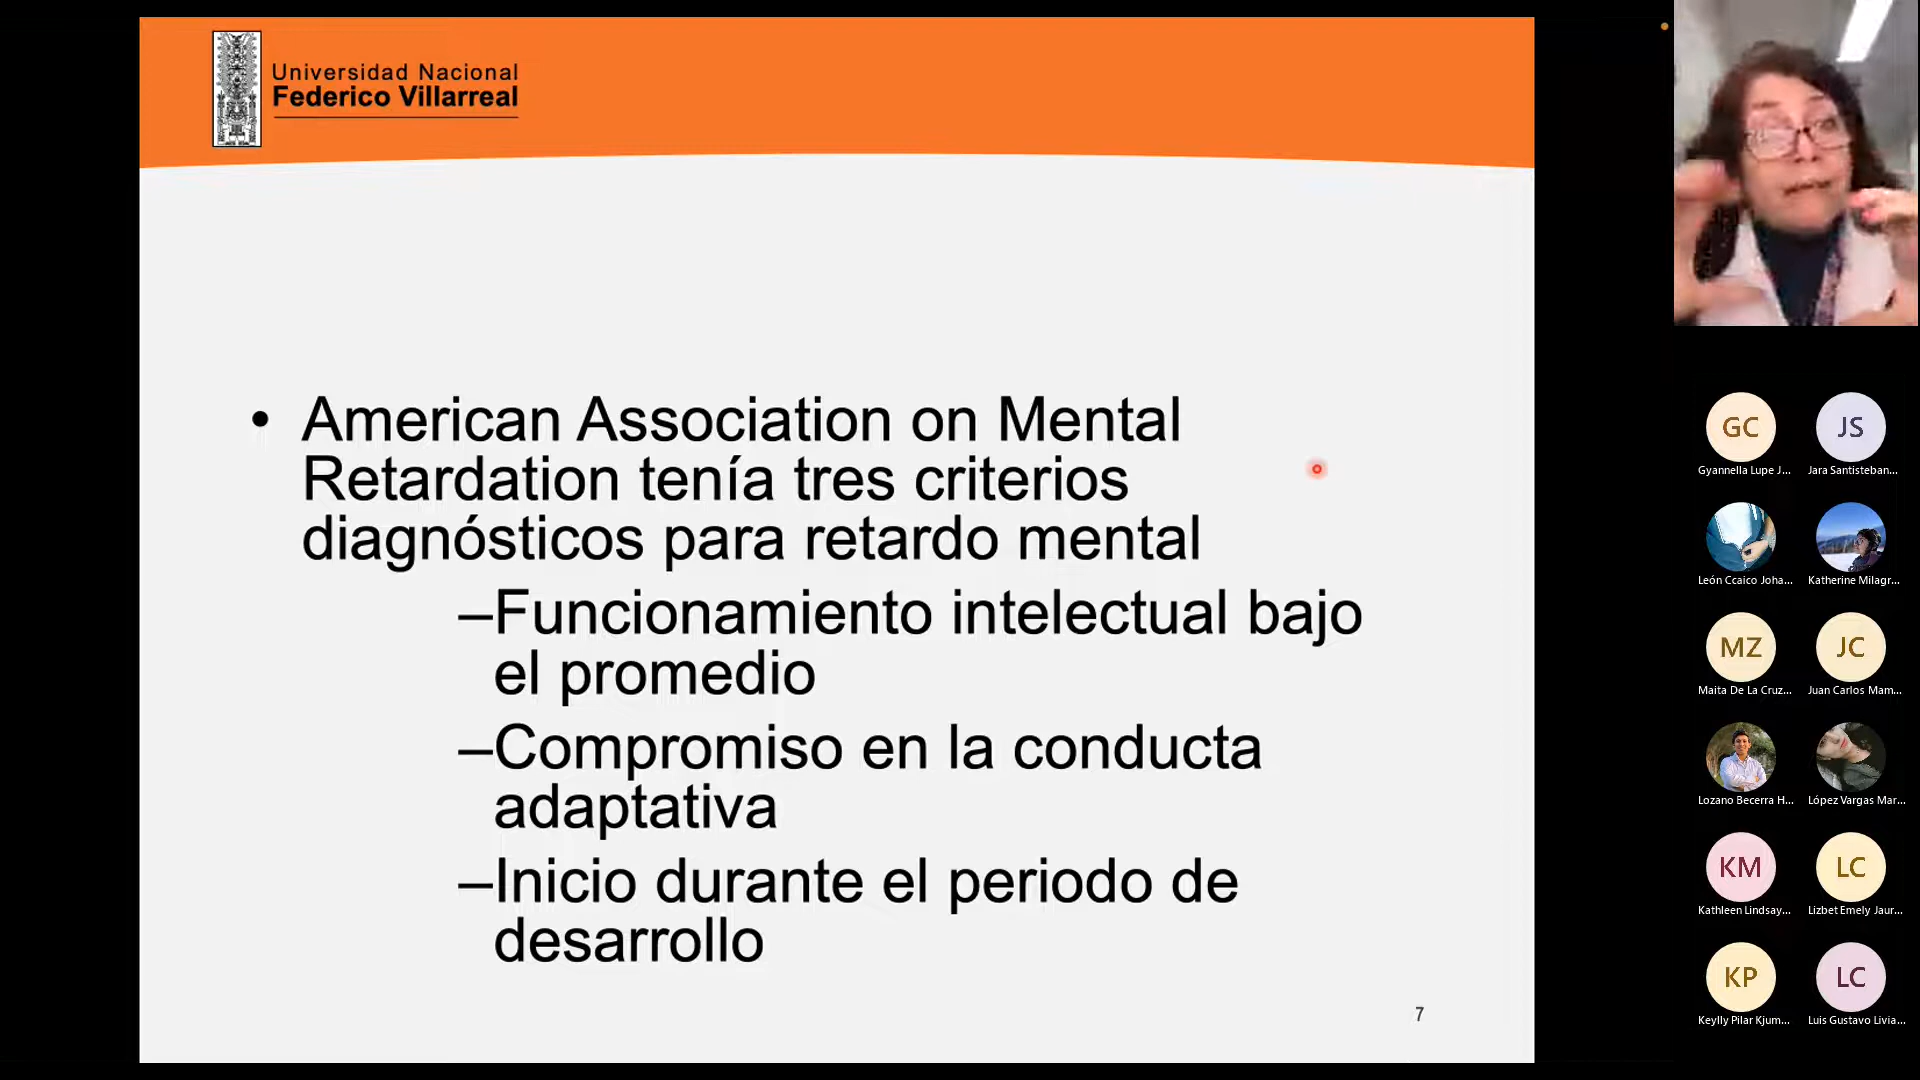 Universidad Nacional
Federico Villarreal
• American Association on Mental
Retardation tenía tres criterios
diagnósticos para retardo mental
–Funcionamiento intelectual bajo
el promedio
–Compromiso en la conducta
adaptativa
–Inicio durante el periodo de
desarrollo
7
GC
JS
Gyannella Lupe J...
Jara Santisteban...
León Ccaico Joha...
Katherine Milagr...
MZ
JC
Maita De La Cruz...
Juan Carlos Mam...
Lozano Becerra H...
López Vargas Mar...
KM
LC
Kathleen Lindsay...
Lizbet Emely Jaur...
KP
LC
Keylly Pilar Kjum...
Luis Gustavo Livia...